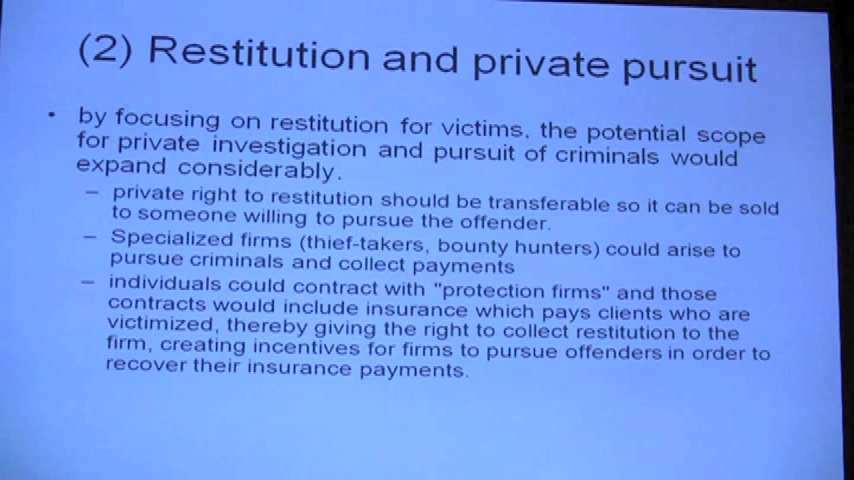 (2) Restitution and private pursuit
• by focusing on restitution for victims, the potential scope
for private investigation and pursuit of criminals would
expand considerably.
– private right to restitution should be transferable so it can be sold
to someone willing to pursue the offender.
– Specialized firms (thief-takers, bounty hunters) could arise to
pursue criminals and collect payments
– individuals could contract with "protection firms" and those
contracts would include insurance which pays clients who are
victimized, thereby giving the right to collect restitution to the
firm, creating incentives for firms to pursue offenders in order to
recover their insurance payments.